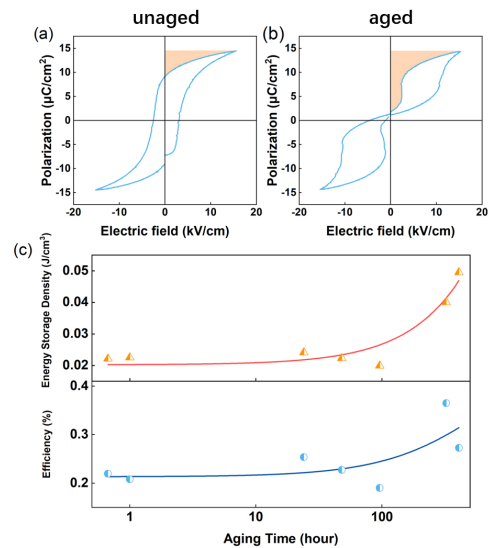 unaged
aged
(a)
(b)
Polarization (μC/cm²)
15
10
5
0
-5
-10
-15
-20
-10
0
10
20
Electric field (kV/cm)
Polarization (μC/cm²)
15
10
5
0
-5
-10
-15
-20
-10
0
10
20
Electric field (kV/cm)
(c)
Energy Storage Density (J/cm³)
0.05
0.04
0.03
0.02
Efficiency (%)
0.4
0.3
0.2
1
10
100
Aging Time (hour)